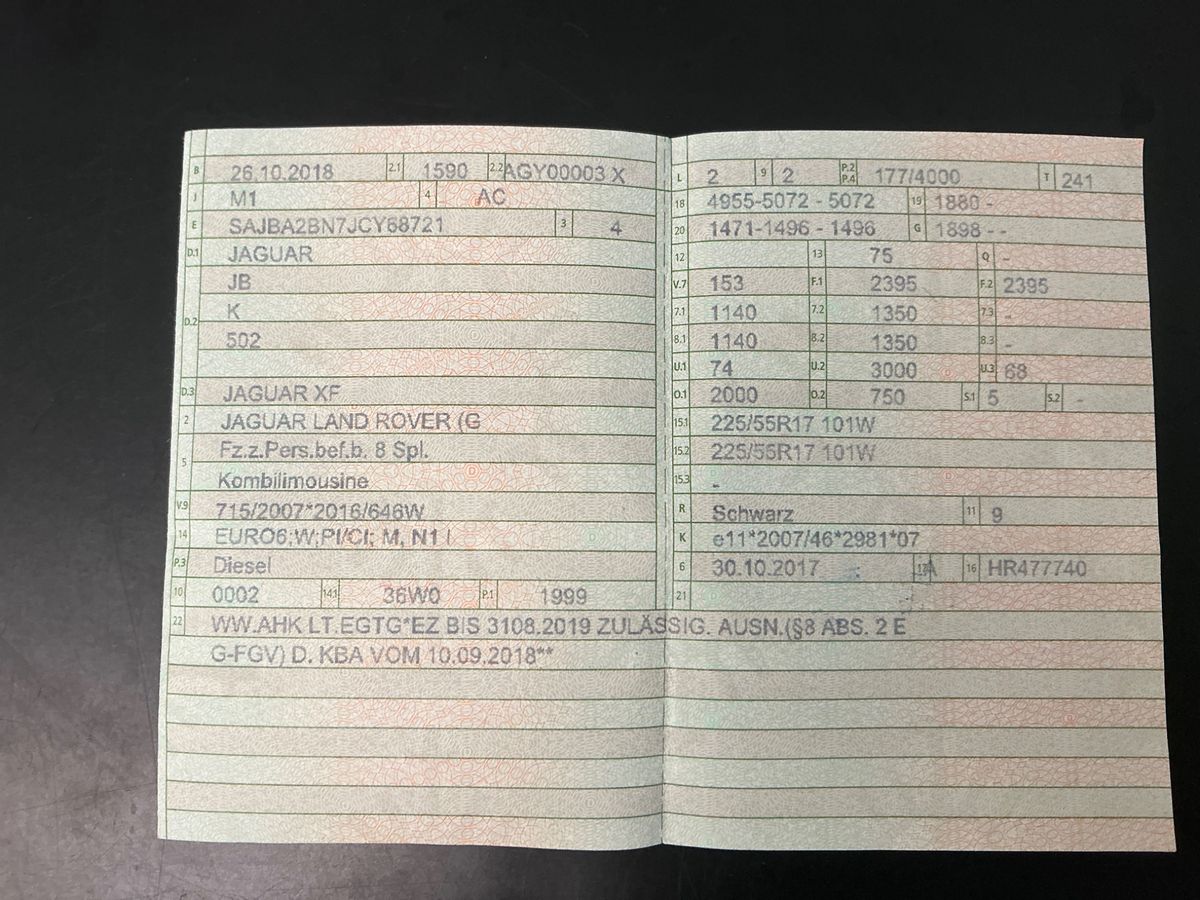 B 26.10.2018 2.1 1590 2.2 AGY00003 X
J M1 4 AC
E SAJBA2BN7JCY68721 3 4
D.1 JAGUAR
JB
D.2 K
502
D.3 JAGUAR XF
2 JAGUAR LAND ROVER (G
5 Fz.z.Pers.bef.b. 8 Spl.
Kombilimousine
V.9 715/2007*2016/646W
14 EURO6;W;PI/CI; M, N1 I
P.3 Diesel
10 0002 14.1 36W0 P.1 1999
L 2 9 2 P.2 P.4 177/4000 T 241
18 4955-5072 - 5072 19 1880 -
20 1471-1496 - 1496 G 1898 - -
12 13 75 Q -
V.7 153 F.1 2395 F.2 2395
7.1 1140 7.2 1350 7.3 -
8.1 1140 8.2 1350 8.3 -
U.1 74 U.2 3000 U.3 68
O.1 2000 O.2 750 S.1 5 S.2 -
15.1 225/55R17 101W
15.2 225/55R17 101W
15.3 -
R Schwarz 11 9
K e11*2007/46*2981*07
6 30.10.2017 17 16 HR477740
21
22 WW.AHK LT.EGTG*EZ BIS 3108.2019 ZULÄSSIG. AUSN.(§8 ABS. 2 E
G-FGV) D. KBA VOM 10.09.2018**